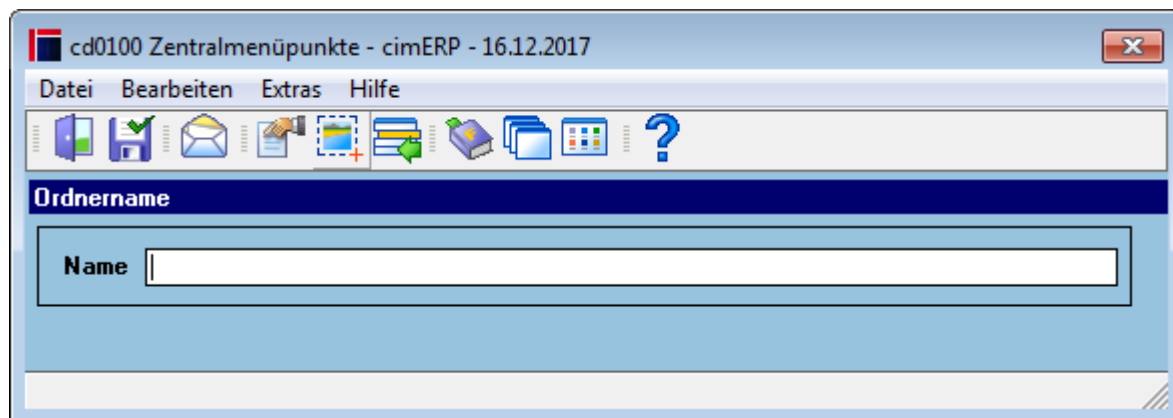 cd0100 Zentralmenüpunkte - cimERP - 16.12.2017
Datei Bearbeiten Extras Hilfe
Ordnername
Name